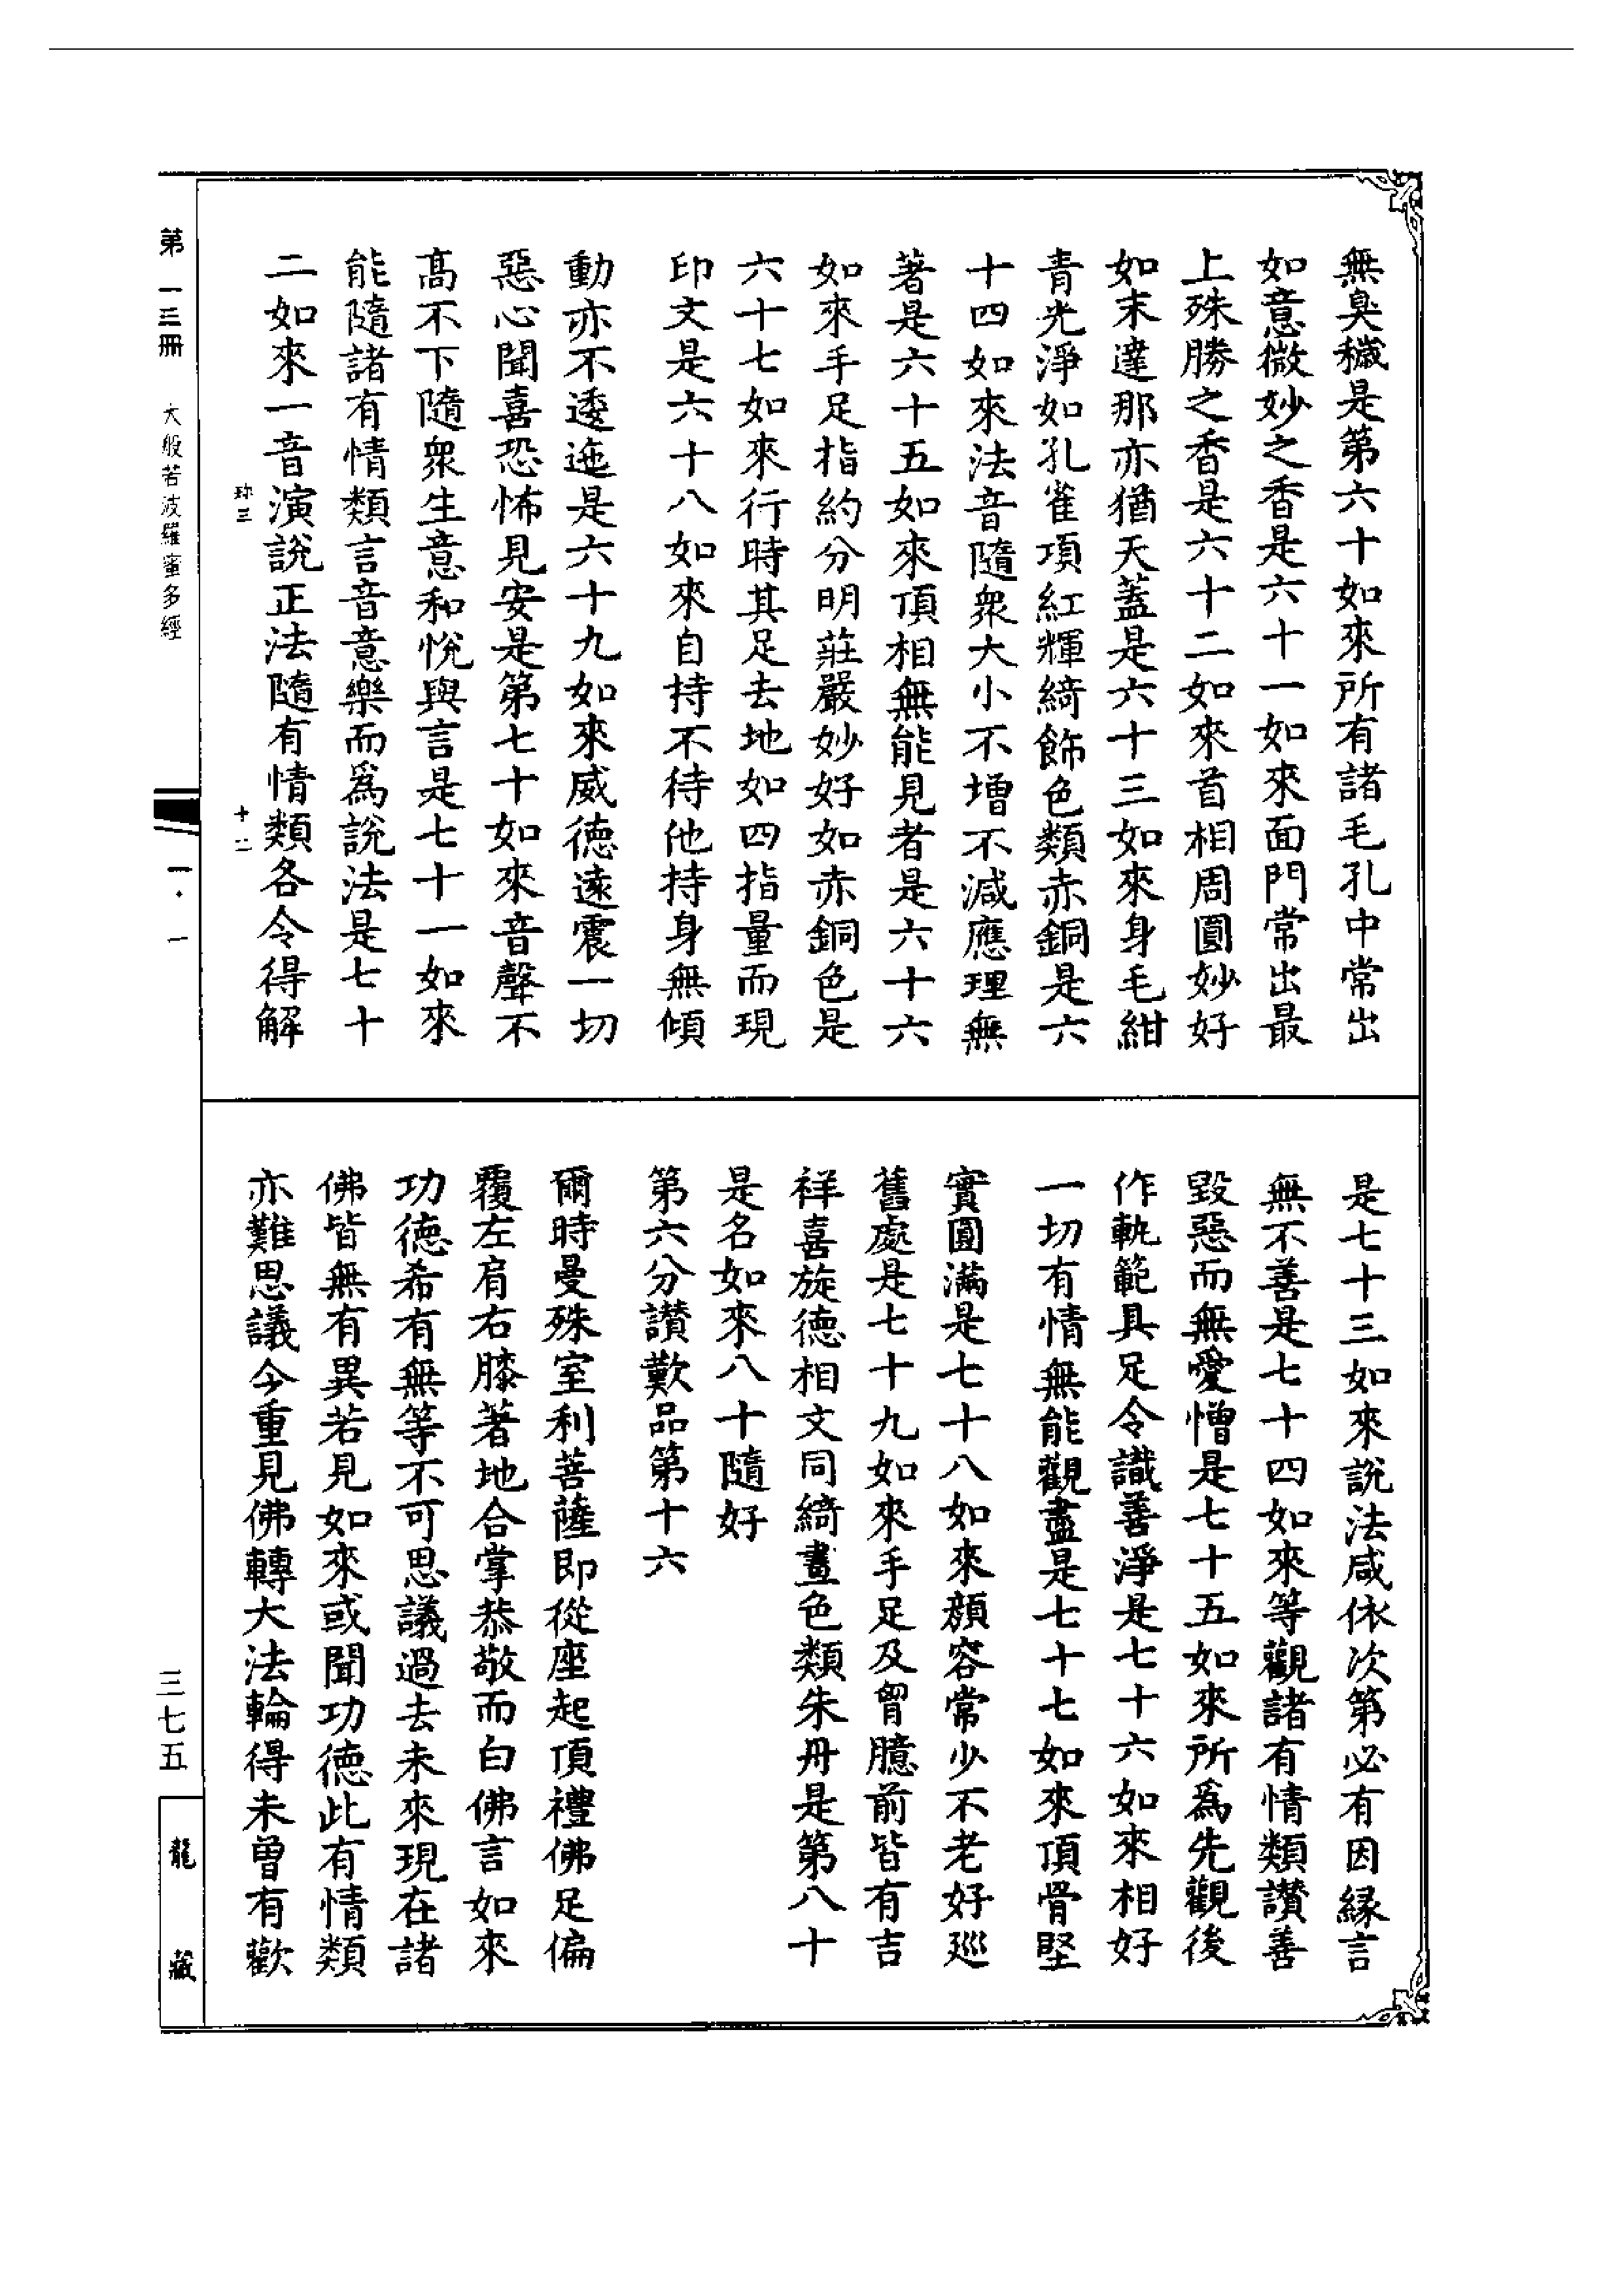 無臭穢是第六十如來所有諸毛孔中常出
如意微妙之香是六十一如來面門常出最
上殊勝之香是六十二如來首相周圓妙好
如末達那亦猶天蓋是六十三如來身毛紺
青光淨如孔雀項紅輝綺飾色類赤銅是六
十四如來法音隨衆大小不增不減應理無
著是六十五如來頂相無能見者是六十六
如來手足指約分明莊嚴妙好如赤銅色是
六十七如來行時其足去地如四指量而現
印文是六十八如來自持不待他持身無傾
動亦不逶迤是六十九如來威德遠震一切
惡心聞喜恐怖見安是第七十如來音聲不
高不下隨衆生意和悅與言是七十一如來
能隨諸有情類言音意樂而爲說法是七十
二如來一音演說正法隨有情類各令得解
珎三 十二
是七十三如來說法咸依次第必有因縁言
無不善是七十四如來等觀諸有情類讚善
毀惡而無愛憎是七十五如來所爲先觀後
作軌範具足令識善淨是七十六如來相好
一切有情無能觀盡是七十七如來頂骨堅
實圓滿是七十八如來顏容常少不老好巡
舊處是七十九如來手足及胷臆前皆有吉
祥喜旋德相文同綺畫色類朱丹是第八十
是名如來八十隨好
第六分讚歎品第十六
爾時曼殊室利菩薩即從座起頂禮佛足偏
覆左肩右膝著地合掌恭敬而白佛言如來
功德希有無等不可思議過去未來現在諸
佛皆無有異若見如來或聞功德此有情類
亦難思議今重見佛轉大法輪得未曾有歡
第一三冊 大般若波羅蜜多經
一·一
三七五
龍藏